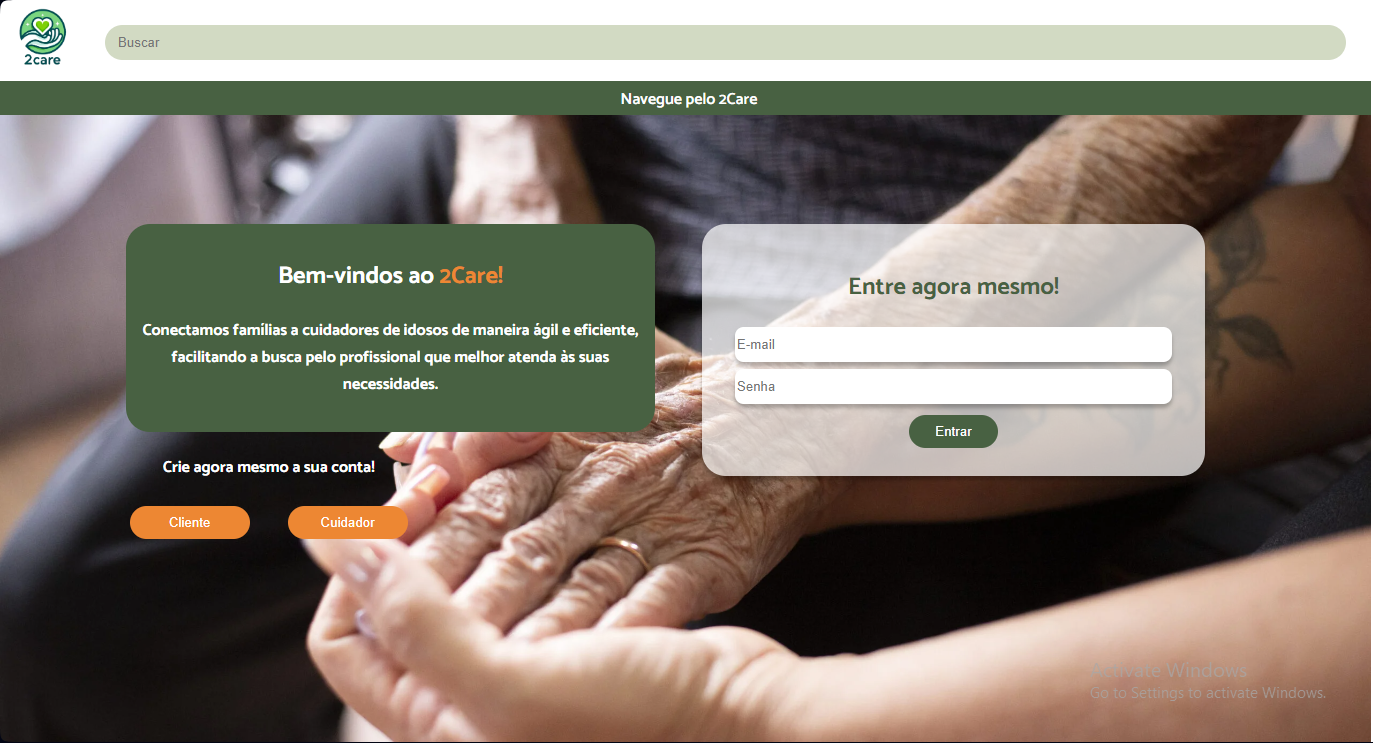 2care
Buscar
Navegue pelo 2Care
Bem-vindos ao 2Care!
Conectamos famílias a cuidadores de idosos de maneira ágil e eficiente,
facilitando a busca pelo profissional que melhor atenda às suas
necessidades.
Crie agora mesmo a sua conta!
Cliente
Cuidador
Entre agora mesmo!
E-mail
Senha
Entrar
Activate Windows
Go to Settings to activate Windows.